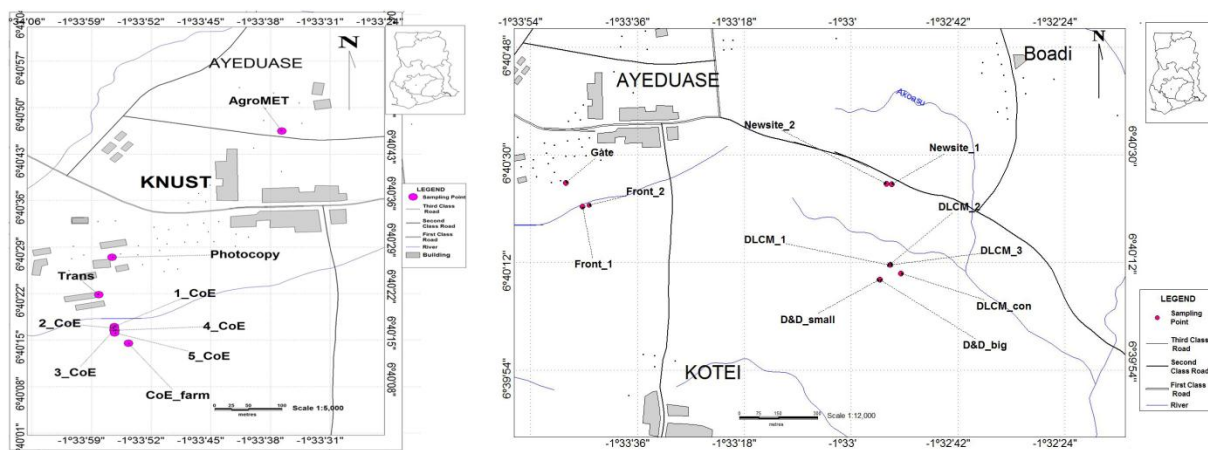 1°34'06" -1°33'59" -1°33'52" -1°33'45" -1°33'38" -1°33'31" -1°33'24"
6°40'57"
6°40'50"
6°40'43"
6°40'36"
6°40'29"
6°40'22"
6°40'15"
6°40'08"
6°40'01"
AYEDUASE
N
AgroMET
KNUST
Photocopy
Trans
1_CoE
2_CoE
4_CoE
3_CoE
5_CoE
CoE_farm
0 25 50 100
metres
Scale 1:5,000
6°40'43"
6°40'36"
6°40'29"
6°40'22"
6°40'15"
6°40'08"
LEGEND
Sampling Point
Third Class
Road
Second Class
Road
First Class
Road
River
Building
-1°33'59" -1°33'52" -1°33'45" -1°33'38" -1°33'31"
-1°33'54" -1°33'36" -1°33'18" -1°33' -1°32'42" -1°32'24"
6°40'48"
6°40'30"
6°40'12"
6°39'54"
AYEDUASE
Boadi
N
Newsite_2
Newsite_1
Gate
Front_2
Front_1
DLCM_2
DLCM_1
DLCM_3
DLCM_con
D&D_small
D&D_big
KOTEI
metres
Scale 1:12,000
6°40'30"
6°40'12"
6°39'54"
LEGEND
Sampling
Point
Third Class
Road
Second
Class Road
First Class
Road
River
-1°33'36" -1°33'18" -1°33' -1°32'42" -1°32'24"